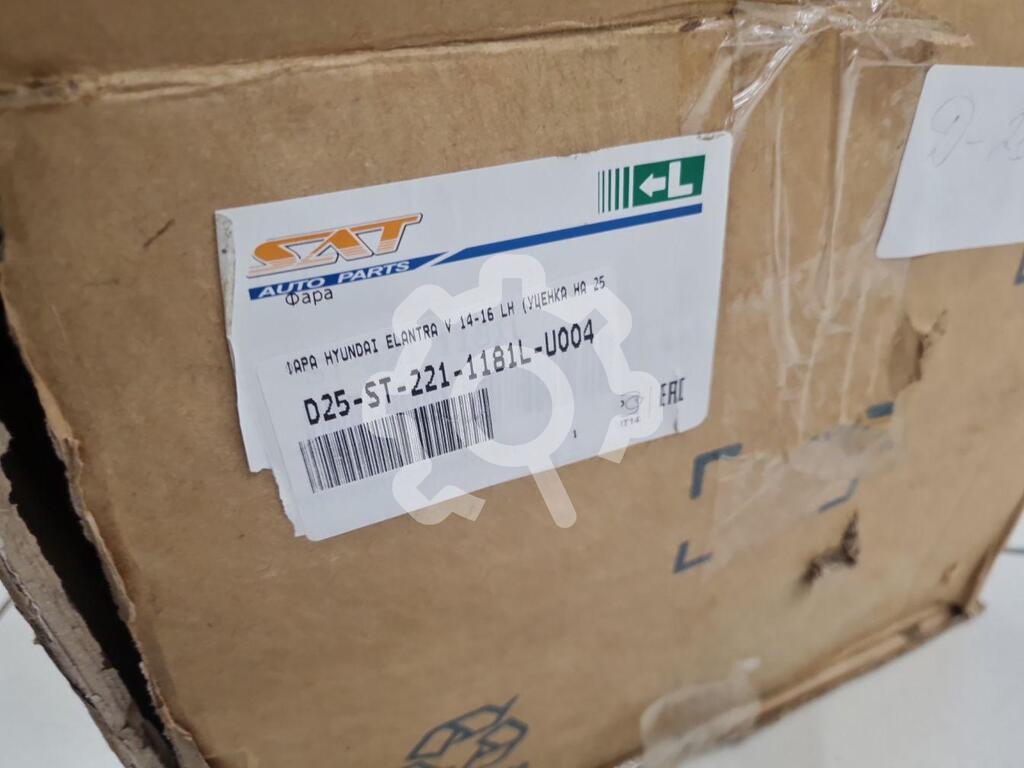 L
SAT
AUTO PARTS
Фара
ФАРА HYUNDAI ELANTRA V 14-16 LH (УЦЕНКА НА 25
D25-ST-221-1181L-U004
EAC